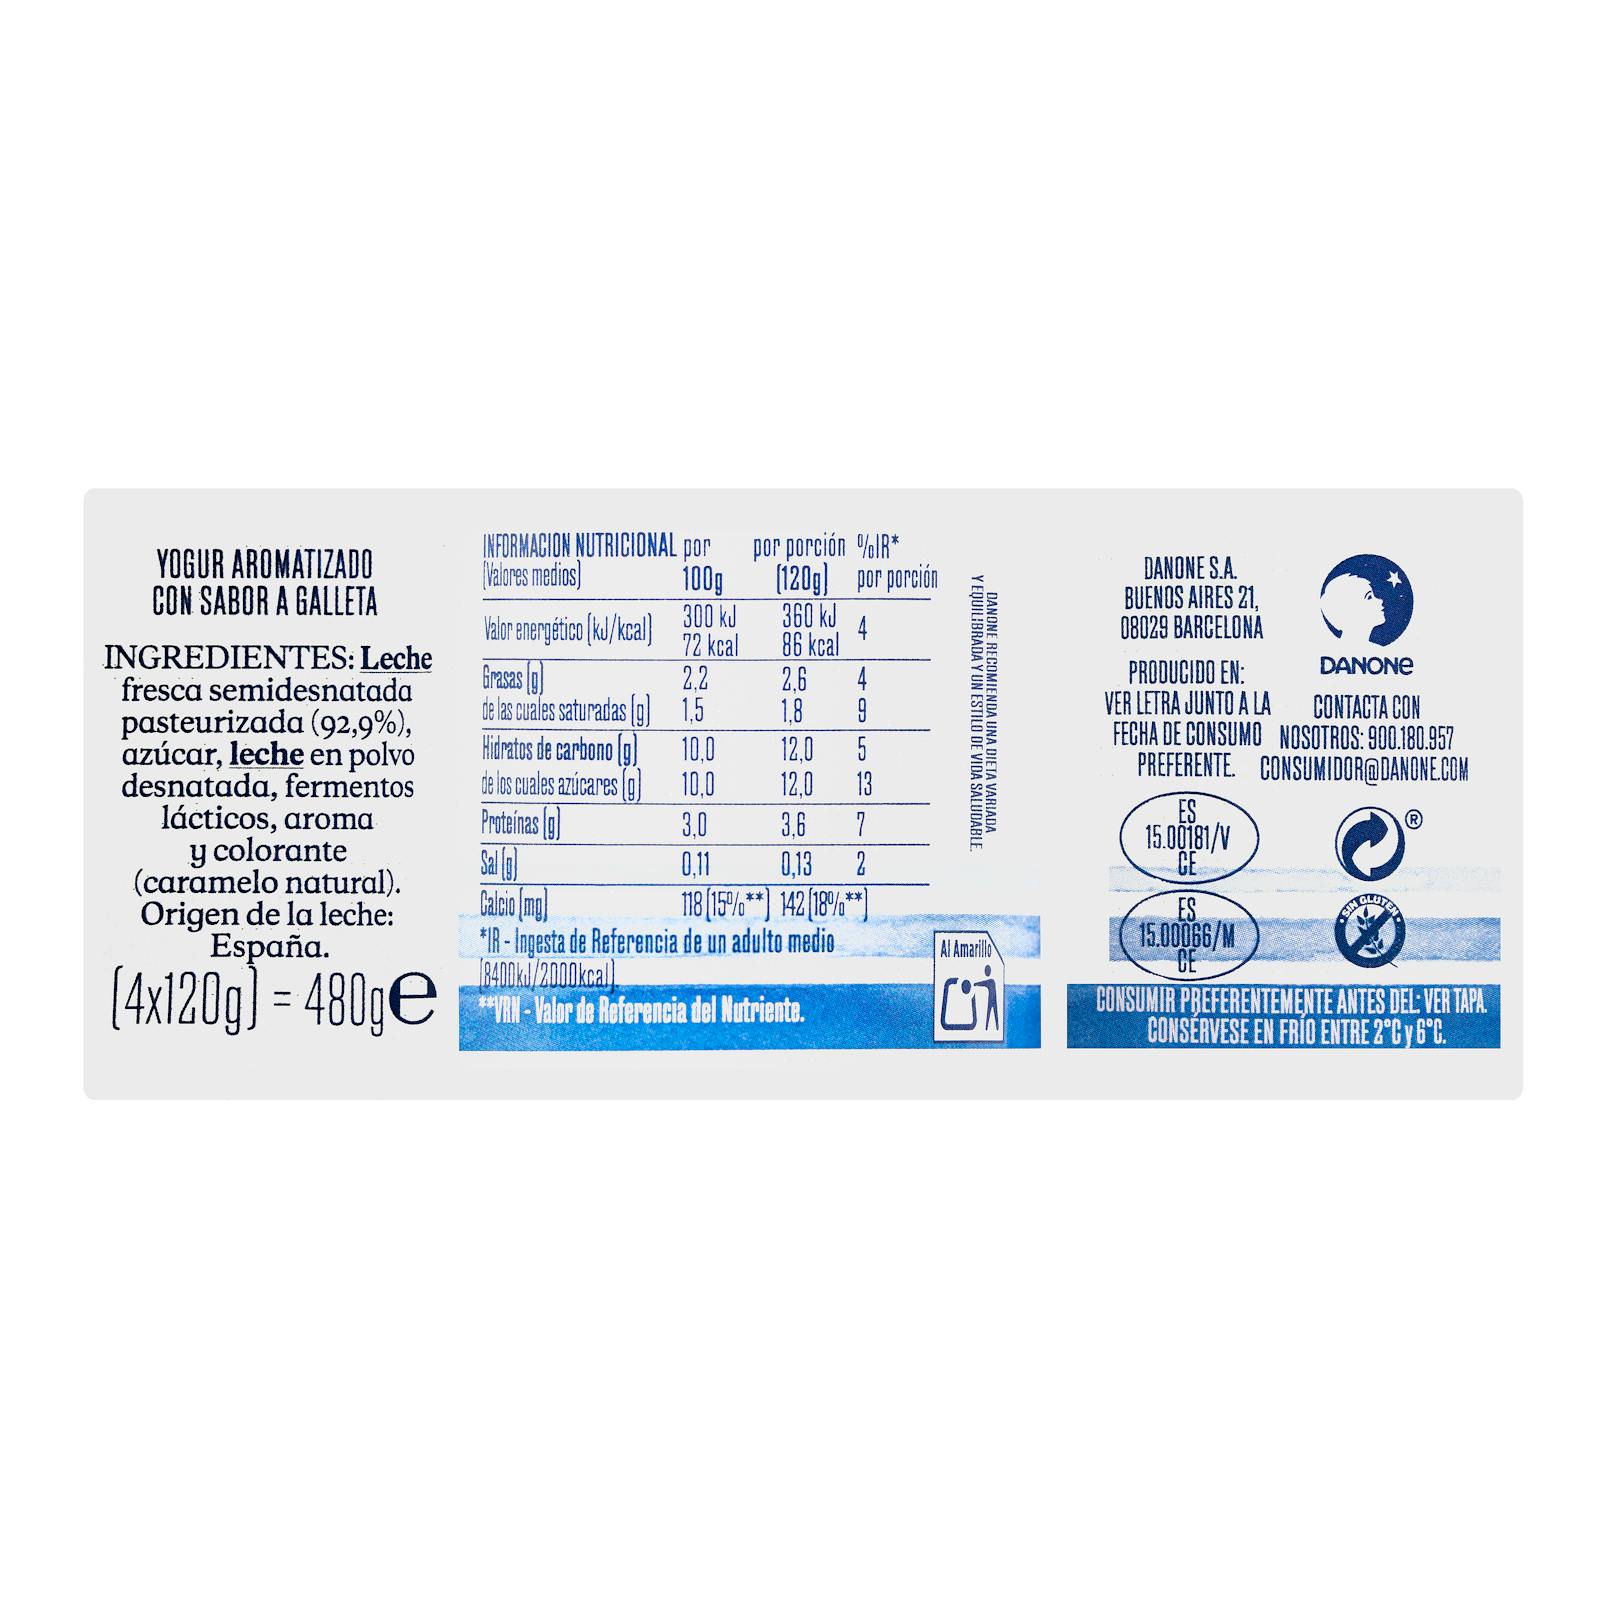 YOGUR AROMATIZADO
CON SABOR A GALLETA
INGREDIENTES: Leche
fresca semidesnatada
pasteurizada (92,9%),
azúcar, leche en polvo
desnatada, fermentos
lácticos, aroma
y colorante
(caramelo natural).
Origen de la leche:
España.
(4x120g) = 480g℮
INFORMACION NUTRICIONAL por por porción %IR*
(Valores medios) 100g (120g) por porción
Valor energético (kJ/kcal) 300 kJ 360 kJ 4
72 kcal 86 kcal
Grasas (g) 2,2 2,6 4
de las cuales saturadas (g) 1,5 1,8 9
Hidratos de carbono (g) 10,0 12,0 5
de los cuales azúcares (g) 10,0 12,0 13
Proteínas (g) 3,0 3,6 7
Sal (g) 0,11 0,13 2
Calcio (mg) 118 (15%**) 142 (18%**)
*IR - Ingesta de Referencia de un adulto medio
(8400kJ/2000kcal).
**VRN - Valor de Referencia del Nutriente.
DANONE RECOMIENDA UNA DIETA VARIADA
Y EQUILIBRADA Y UN ESTILO DE VIDA SALUDABLE.
Al Amarillo
DANONE S.A.
BUENOS AIRES 21,
08029 BARCELONA
PRODUCIDO EN:
VER LETRA JUNTO A LA
FECHA DE CONSUMO
PREFERENTE.
DANONE
CONTACTA CON
NOSOTROS: 900.180.957
CONSUMIDOR@DANONE.COM
ES
15.00181/V
CE
ES
15.00066/M
CE
®
SIN GLUTEN
CONSUMIR PREFERENTEMENTE ANTES DEL: VER TAPA.
CONSÉRVESE EN FRÍO ENTRE 2°C y 6°C.